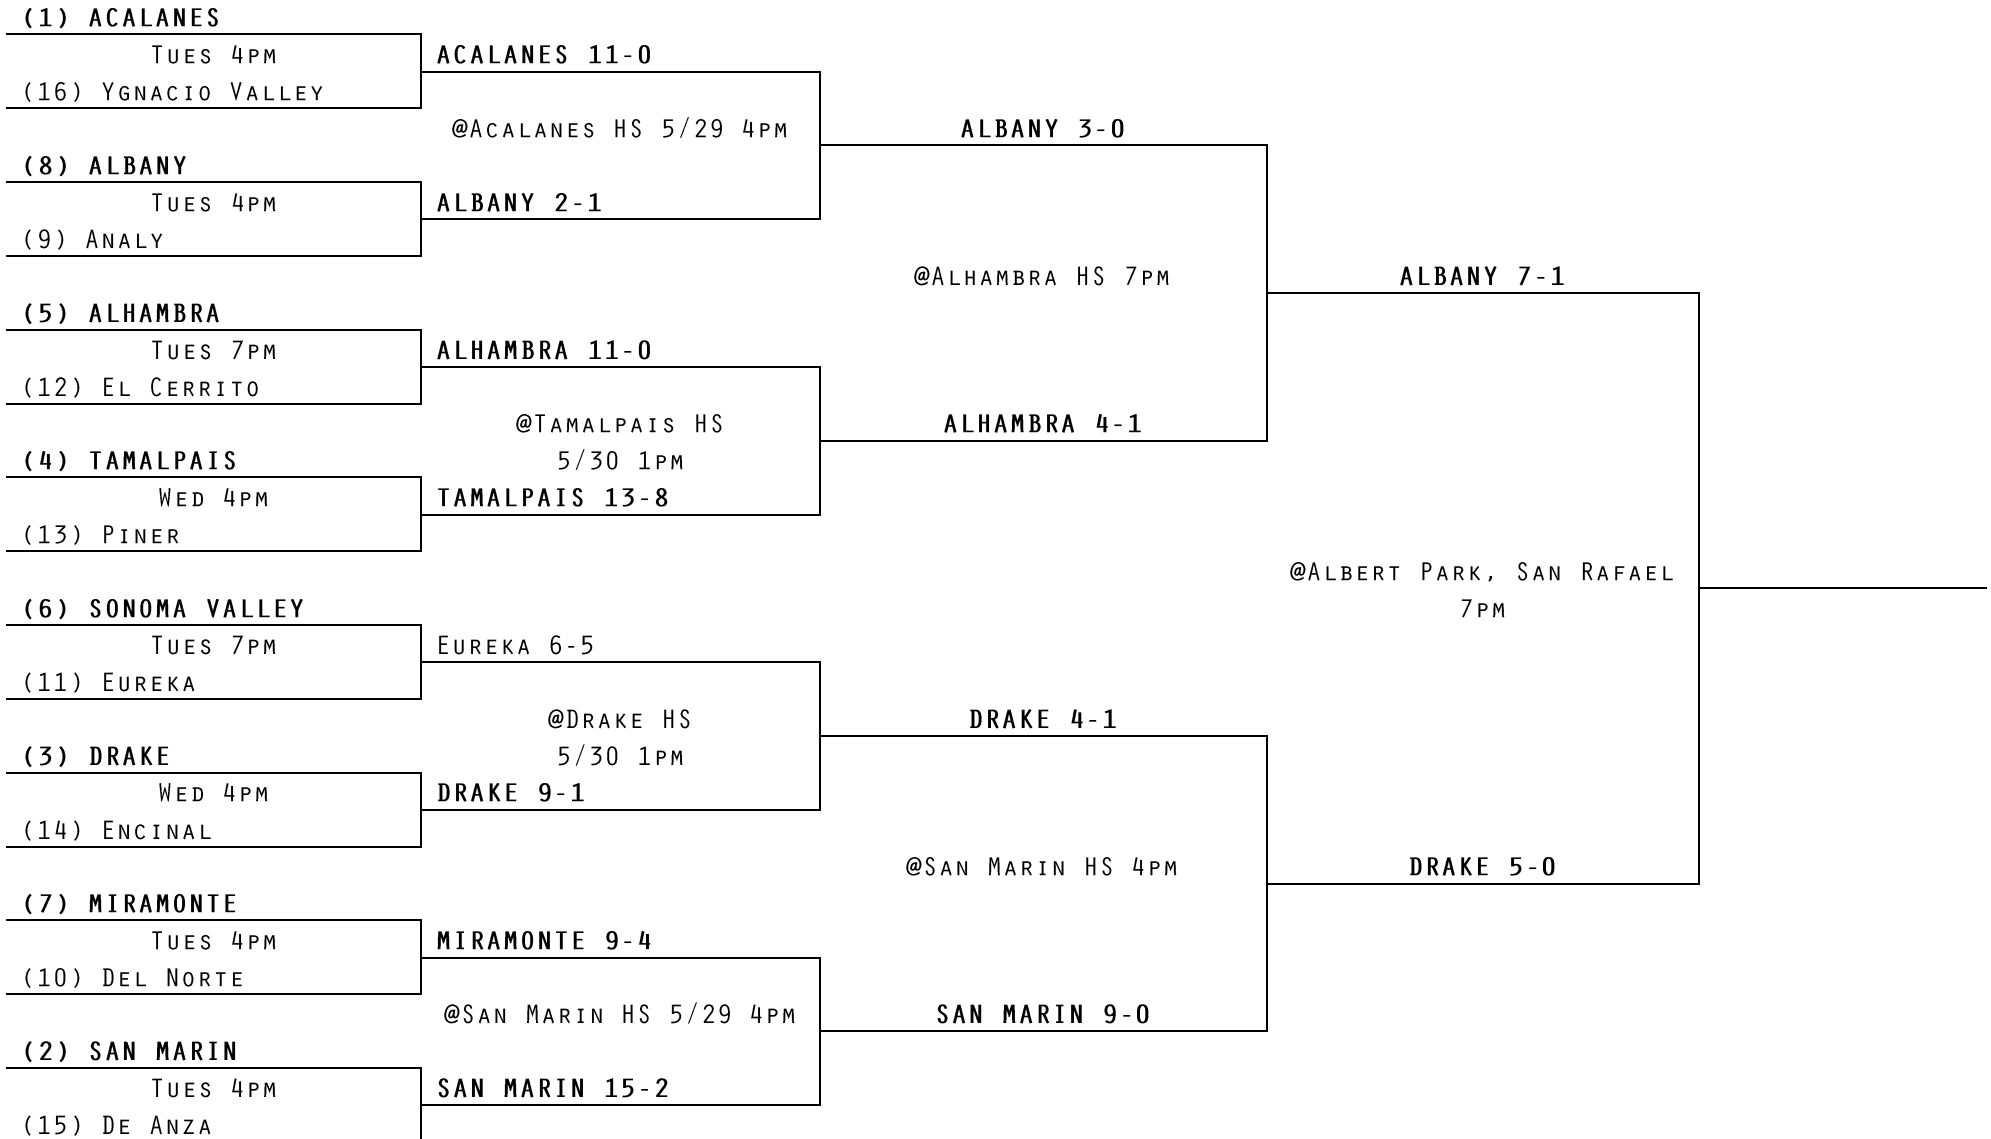 (1) ACALANES
Tues 4pm
(16) Ygnacio Valley
(8) ALBANY
Tues 4pm
(9) Analy
(5) ALHAMBRA
Tues 7pm
(12) El Cerrito
(4) TAMALPAIS
Wed 4pm
(13) Piner
(6) SONOMA VALLEY
Tues 7pm
(11) Eureka
(3) DRAKE
Wed 4pm
(14) Encinal
(7) MIRAMONTE
Tues 4pm
(10) Del Norte
(2) SAN MARIN
Tues 4pm
(15) De Anza
ACALANES 11-0
@Acalanes HS 5/29 4pm
ALBANY 2-1
ALHAMBRA 11-0
@Tamalpais HS
5/30 1pm
TAMALPAIS 13-8
Eureka 6-5
@Drake HS
5/30 1pm
DRAKE 9-1
MIRAMONTE 9-4
@San Marin HS 5/29 4pm
SAN MARIN 15-2
ALBANY 3-0
@Alhambra HS 7pm
ALHAMBRA 4-1
DRAKE 4-1
@San Marin HS 4pm
SAN MARIN 9-0
ALBANY 7-1
@Albert Park, San Rafael
7pm
DRAKE 5-0